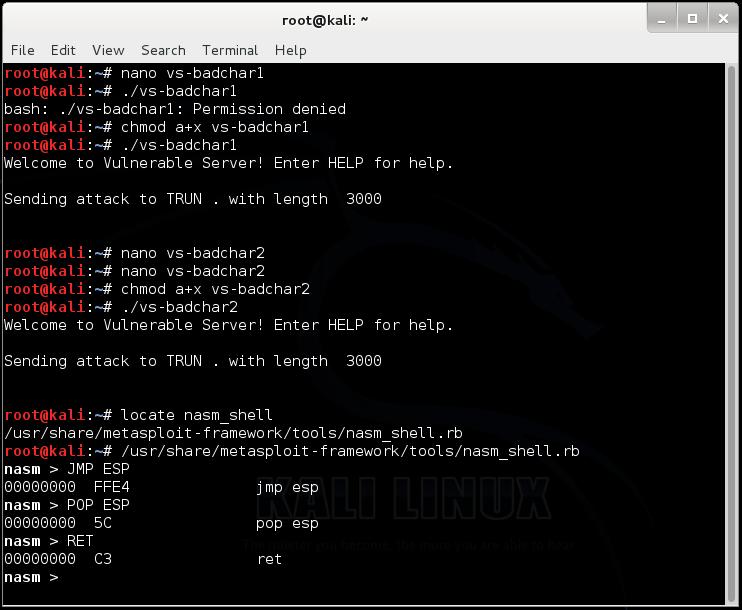 root@kali: ~
File Edit View Search Terminal Help
root@kali:~# nano vs-badchar1
root@kali:~# ./vs-badchar1
bash: ./vs-badchar1: Permission denied
root@kali:~# chmod a+x vs-badchar1
root@kali:~# ./vs-badchar1
Welcome to Vulnerable Server! Enter HELP for help.
Sending attack to TRUN . with length  3000
root@kali:~# nano vs-badchar2
root@kali:~# nano vs-badchar2
root@kali:~# chmod a+x vs-badchar2
root@kali:~# ./vs-badchar2
Welcome to Vulnerable Server! Enter HELP for help.
Sending attack to TRUN . with length  3000
root@kali:~# locate nasm_shell
/usr/share/metasploit-framework/tools/nasm_shell.rb
root@kali:~# /usr/share/metasploit-framework/tools/nasm_shell.rb
nasm > JMP ESP
00000000  FFE4              jmp esp
nasm > POP ESP
00000000  5C                pop esp
nasm > RET
00000000  C3                ret
nasm >
KALI LINUX
The quieter you become, the more you are able to hear